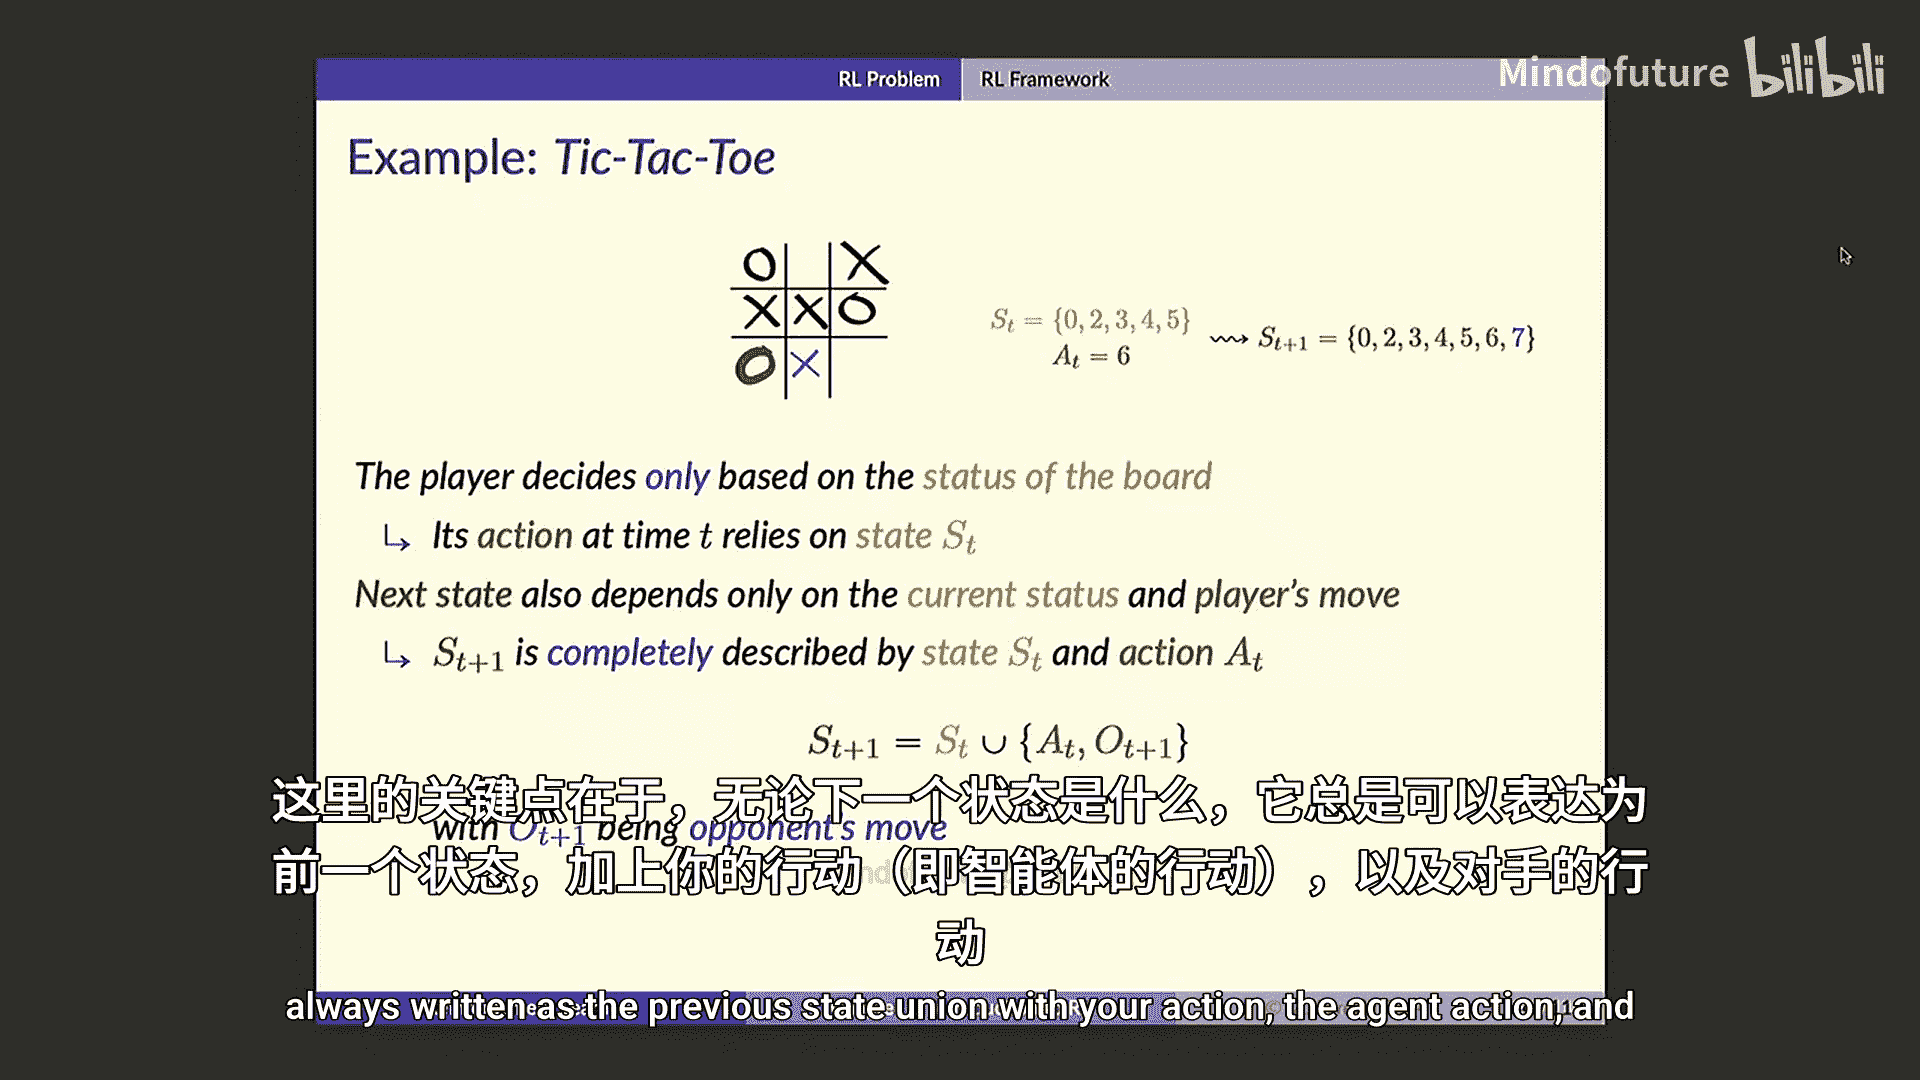 RL Problem
RL Framework
Mindofuture bilibili
Example: Tic-Tac-Toe
O X
X X O
O X
S_t = {0, 2, 3, 4, 5}
A_t = 6
⇝ S_{t+1} = {0, 2, 3, 4, 5, 6, 7}
The player decides only based on the status of the board
↳ Its action at time t relies on state S_t
Next state also depends only on the current status and player's move
↳ S_{t+1} is completely described by state S_t and action A_t
S_{t+1} = S_t ∪ {A_t, O_{t+1}}
with O_{t+1} being opponent's move
这里的关键点在于，无论下一个状态是什么，它总是可以表达为
前一个状态，加上你的行动（即智能体的行动），以及对手的行
动
always written as the previous state union with your action, the agent action, and